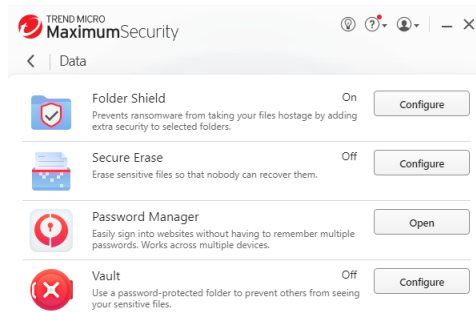 TREND MICRO
MaximumSecurity
Data
Folder Shield
On
Configure
Prevents ransomware from taking your files hostage by adding
extra security to selected folders.
Secure Erase
Off
Configure
Erase sensitive files so that nobody can recover them.
Password Manager
Open
Easily sign into websites without having to remember multiple
passwords. Works across multiple devices.
Vault
Off
Configure
Use a password-protected folder to prevent others from seeing
your sensitive files.